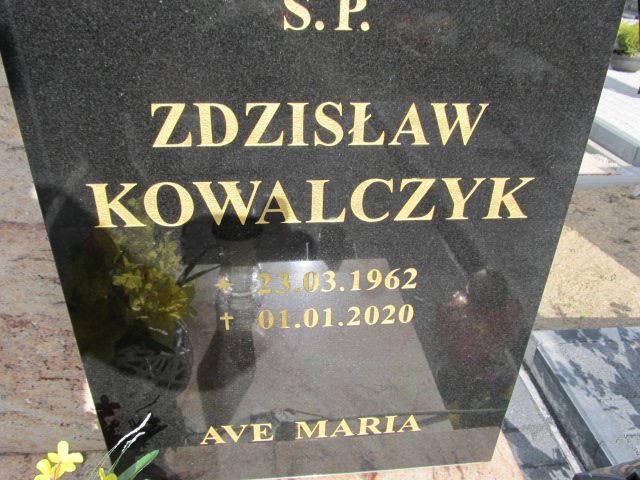 Ś.P.
ZDZISŁAW
KOWALCZYK
* 23.03.1962
✝ 01.01.2020
AVE MARIA